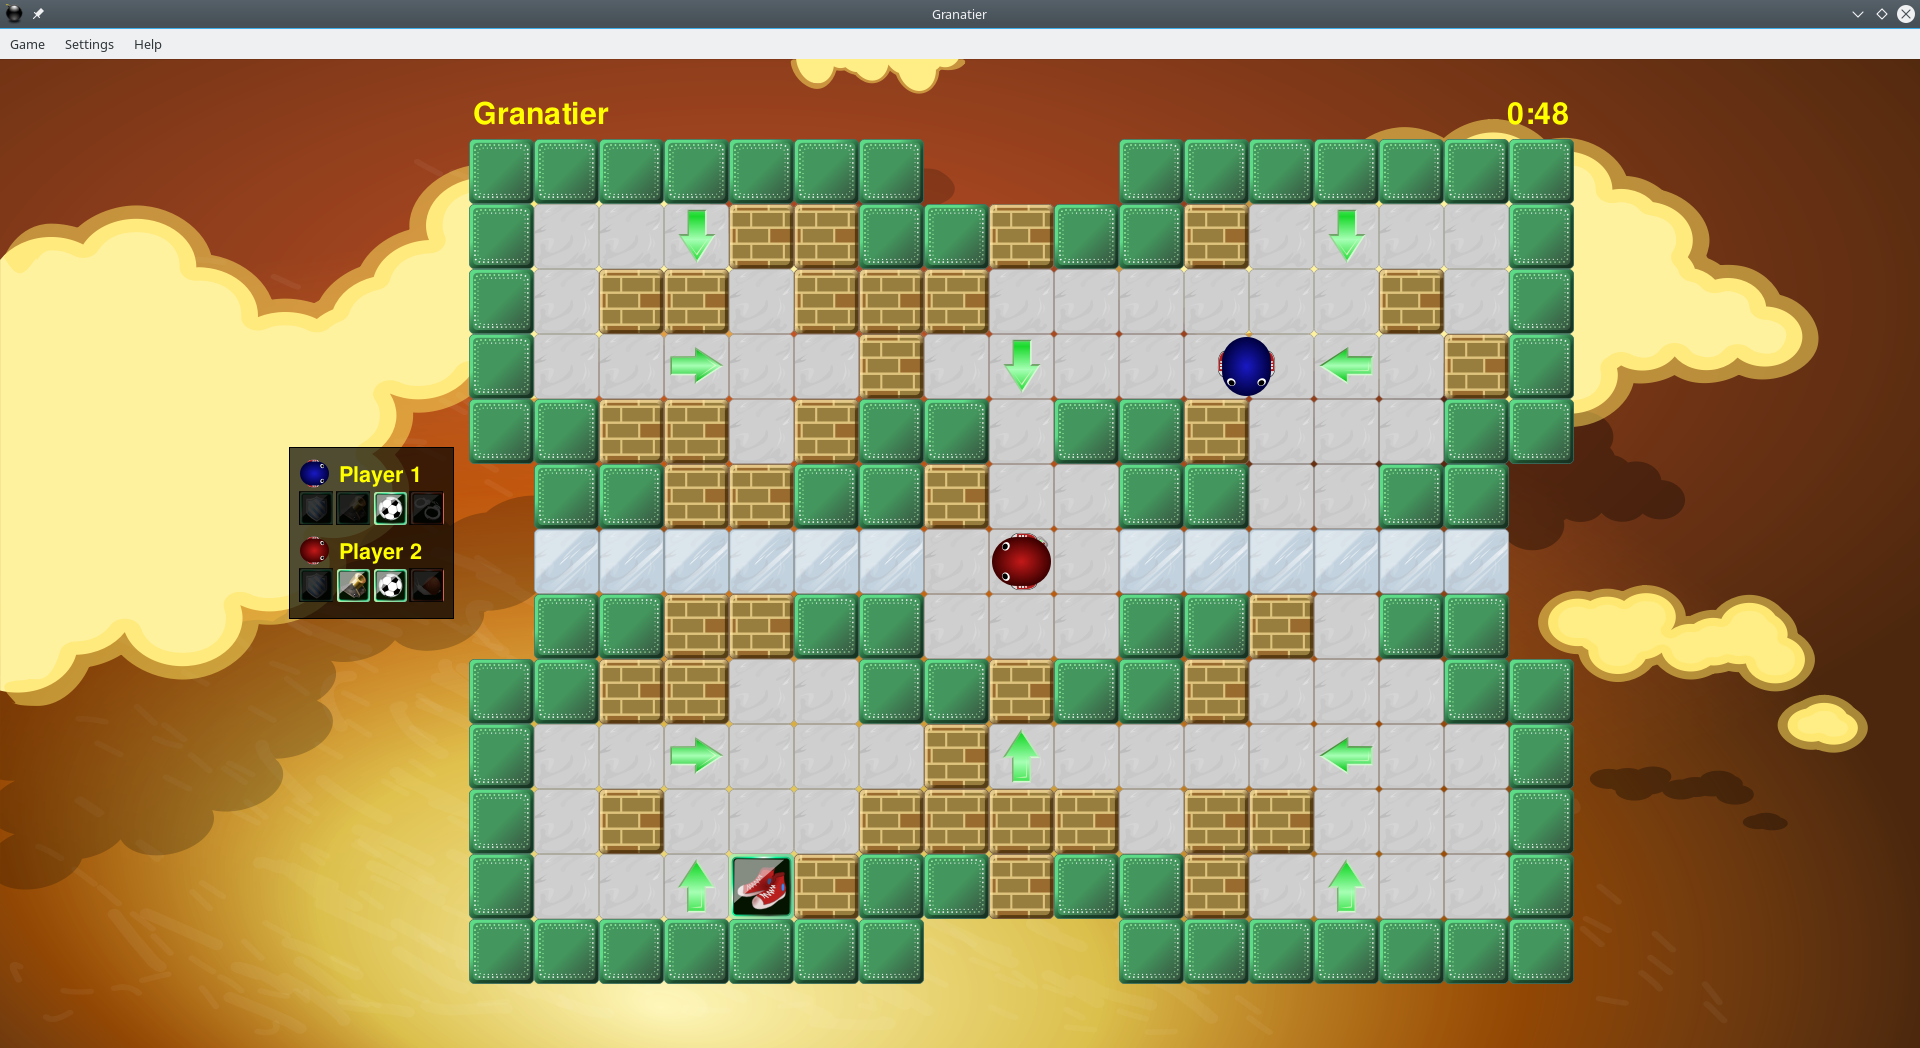 Granatier
Game Settings Help
Granatier 0:48
Player 1
Player 2